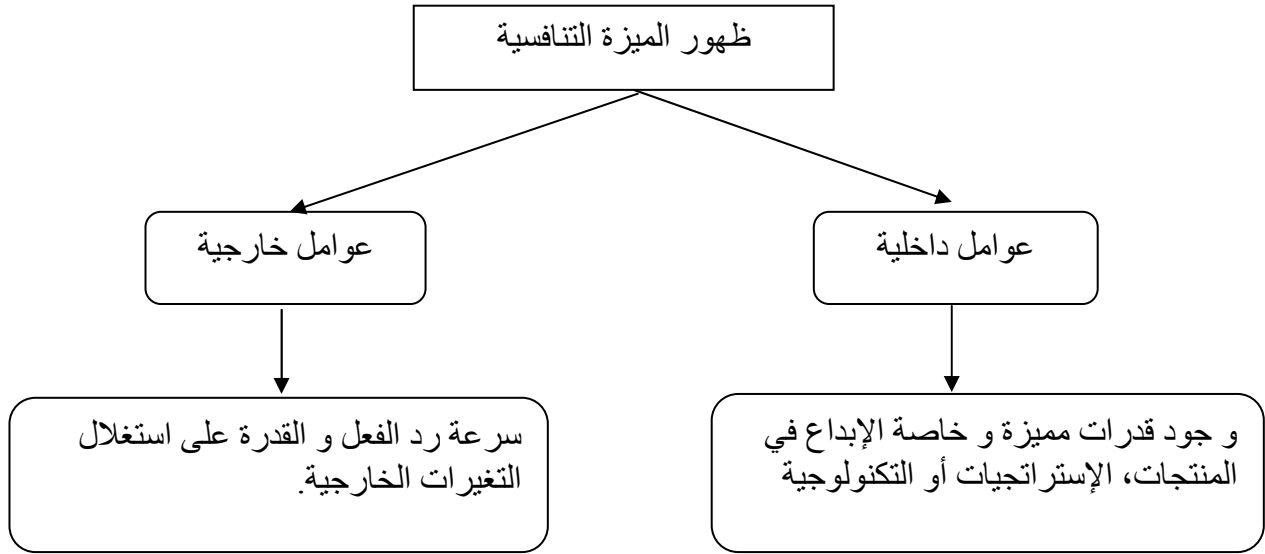 ظهور الميزة التنافسية
عوامل داخلية
عوامل خارجية
و جود قدرات مميزة و خاصة الإبداع في
المنتجات، الإستراتجيات أو التكنولوجية
سرعة رد الفعل و القدرة على استغلال
التغيرات الخارجية.